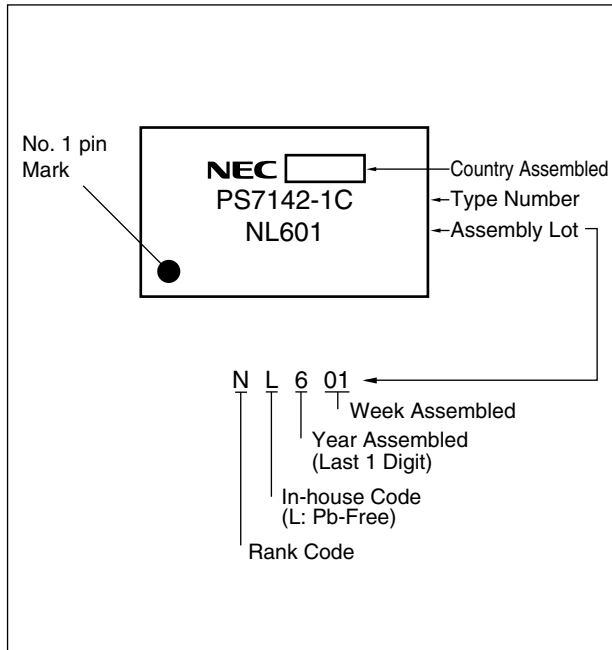 No. 1 pin
Mark
NEC
Country Assembled
PS7142-1C
Type Number
NL601
Assembly Lot
N L 6 01
Week Assembled
Year Assembled
(Last 1 Digit)
In-house Code
(L: Pb-Free)
Rank Code